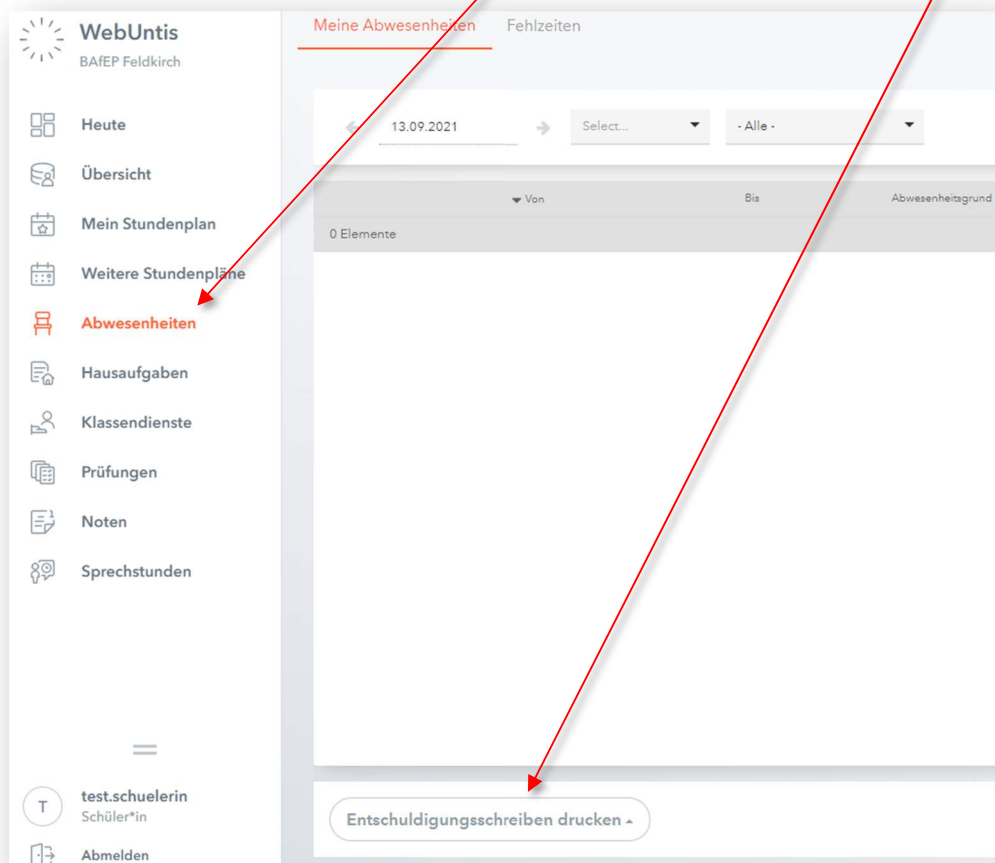 WebUntis
BAfEP Feldkirch
Heute
Übersicht
Mein Stundenplan
Weitere Stundenpläne
Abwesenheiten
Hausaufgaben
Klassendienste
Prüfungen
Noten
Sprechstunden
T
test.schuelerin
Schüler*in
Abmelden
Meine Abwesenheiten Fehlzeiten
13.09.2021 Select... - Alle -
Von Bis Abwesenheitsgrund
0 Elemente
Entschuldigungsschreiben drucken